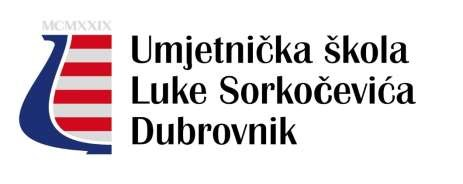 MCMXXIX
Umjetnička škola
Luke Sorkočevića
Dubrovnik